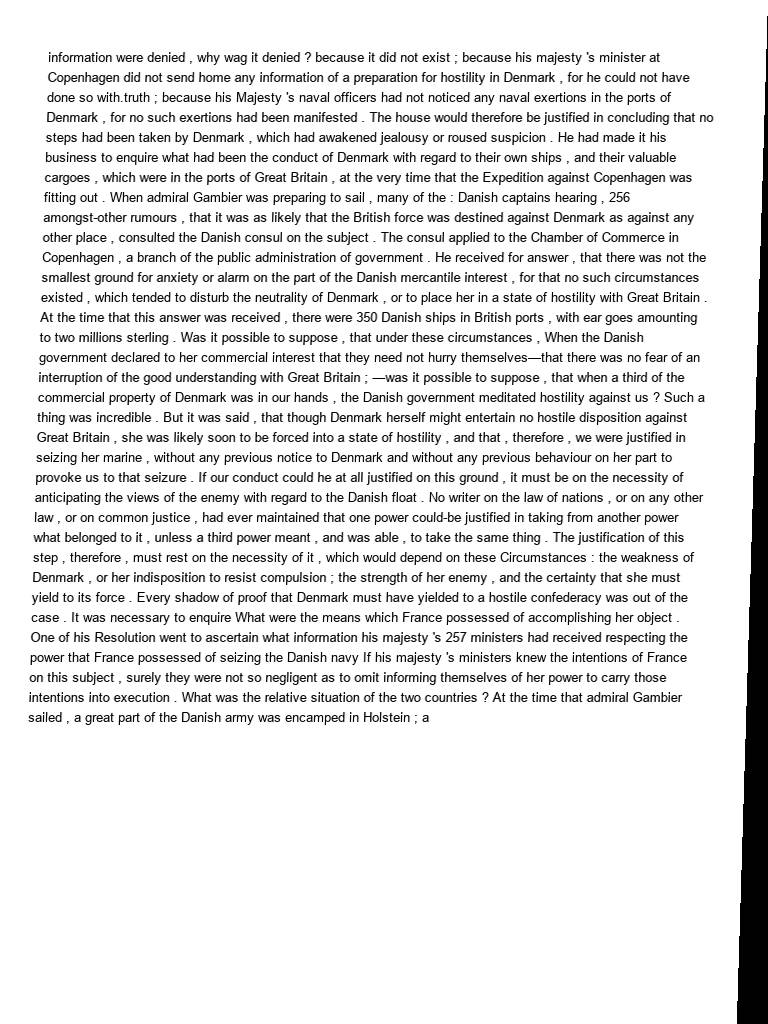 information were denied , why wag it denied ? because it did not exist ; because his majesty 's minister at
Copenhagen did not send home any information of a preparation for hostility in Denmark , for he could not have
done so with.truth ; because his Majesty 's naval officers had not noticed any naval exertions in the ports of
Denmark , for no such exertions had been manifested . The house would therefore be justified in concluding that no
steps had been taken by Denmark , which had awakened jealousy or roused suspicion . He had made it his
business to enquire what had been the conduct of Denmark with regard to their own ships , and their valuable
cargoes , which were in the ports of Great Britain , at the very time that the Expedition against Copenhagen was
fitting out . When admiral Gambier was preparing to sail , many of the : Danish captains hearing , 256
amongst-other rumours , that it was as likely that the British force was destined against Denmark as against any
other place , consulted the Danish consul on the subject . The consul applied to the Chamber of Commerce in
Copenhagen , a branch of the public administration of government . He received for answer , that there was not the
smallest ground for anxiety or alarm on the part of the Danish mercantile interest , for that no such circumstances
existed , which tended to disturb the neutrality of Denmark , or to place her in a state of hostility with Great Britain .
At the time that this answer was received , there were 350 Danish ships in British ports , with ear goes amounting
to two millions sterling . Was it possible to suppose , that under these circumstances , When the Danish
government declared to her commercial interest that they need not hurry themselves—that there was no fear of an
interruption of the good understanding with Great Britain ; —was it possible to suppose , that when a third of the
commercial property of Denmark was in our hands , the Danish government meditated hostility against us ? Such a
thing was incredible . But it was said , that though Denmark herself might entertain no hostile disposition against
Great Britain , she was likely soon to be forced into a state of hostility , and that , therefore , we were justified in
seizing her marine , without any previous notice to Denmark and without any previous behaviour on her part to
provoke us to that seizure . If our conduct could he at all justified on this ground , it must be on the necessity of
anticipating the views of the enemy with regard to the Danish float . No writer on the law of nations , or on any other
law , or on common justice , had ever maintained that one power could-be justified in taking from another power
what belonged to it , unless a third power meant , and was able , to take the same thing . The justification of this
step , therefore , must rest on the necessity of it , which would depend on these Circumstances : the weakness of
Denmark , or her indisposition to resist compulsion ; the strength of her enemy , and the certainty that she must
yield to its force . Every shadow of proof that Denmark must have yielded to a hostile confederacy was out of the
case . It was necessary to enquire What were the means which France possessed of accomplishing her object .
One of his Resolution went to ascertain what information his majesty 's 257 ministers had received respecting the
power that France possessed of seizing the Danish navy If his majesty 's ministers knew the intentions of France
on this subject , surely they were not so negligent as to omit informing themselves of her power to carry those
intentions into execution . What was the relative situation of the two countries ? At the time that admiral Gambier
sailed , a great part of the Danish army was encamped in Holstein ; a